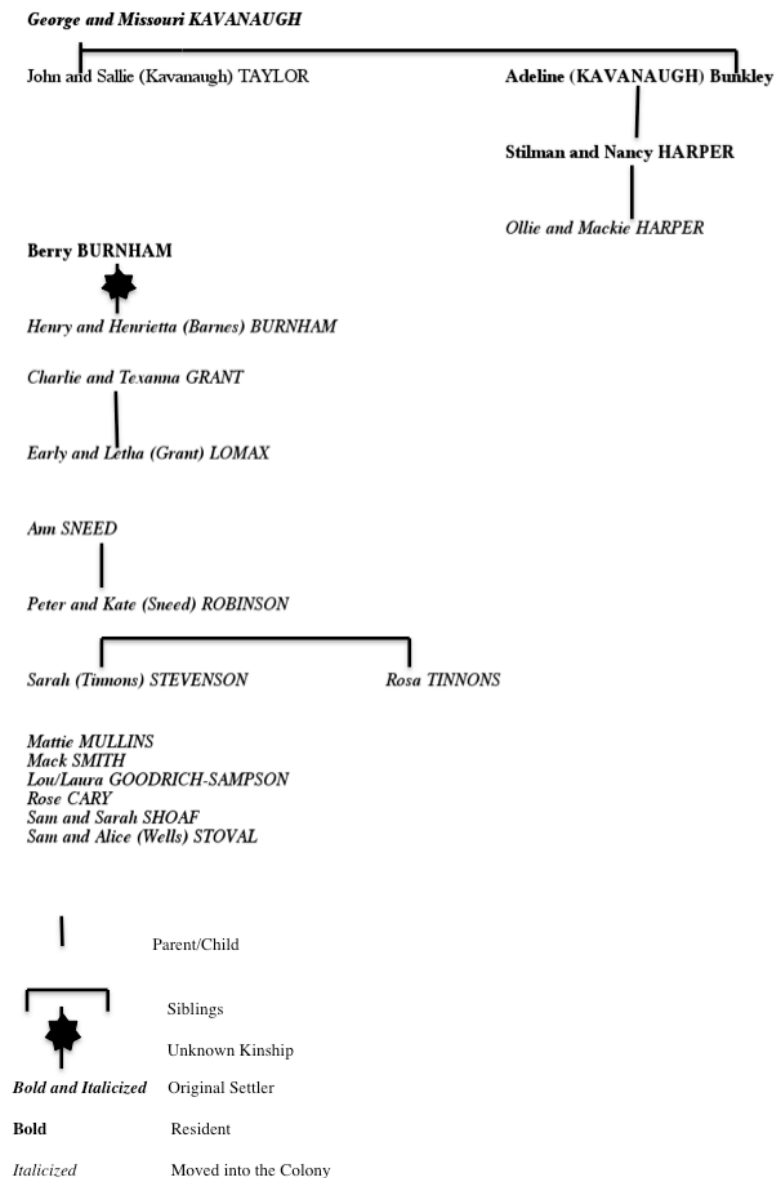 George and Missouri KAVANAUGH
John and Sallie (Kavanaugh) TAYLOR
Adeline (KAVANAUGH) Bunkley
Stilman and Nancy HARPER
Ollie and Mackie HARPER
Berry BURNHAM
Henry and Henrietta (Barnes) BURNHAM
Charlie and Texanna GRANT
Early and Letha (Grant) LOMAX
Ann SNEED
Peter and Kate (Sneed) ROBINSON
Sarah (Tinnons) STEVENSON
Rosa TINNONS
Mattie MULLINS
Mack SMITH
Lou/Laura GOODRICH-SAMPSON
Rose CARY
Sam and Sarah SHOAF
Sam and Alice (Wells) STOVAL
Parent/Child
Siblings
Unknown Kinship
Bold and Italicized Original Settler
Bold Resident
Italicized Moved into the Colony